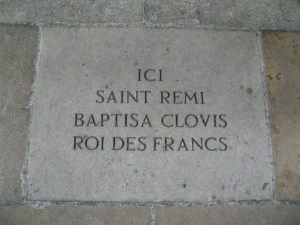 ICI
SAINT REMI
BAPTISA CLOVIS
ROI DES FRANCS